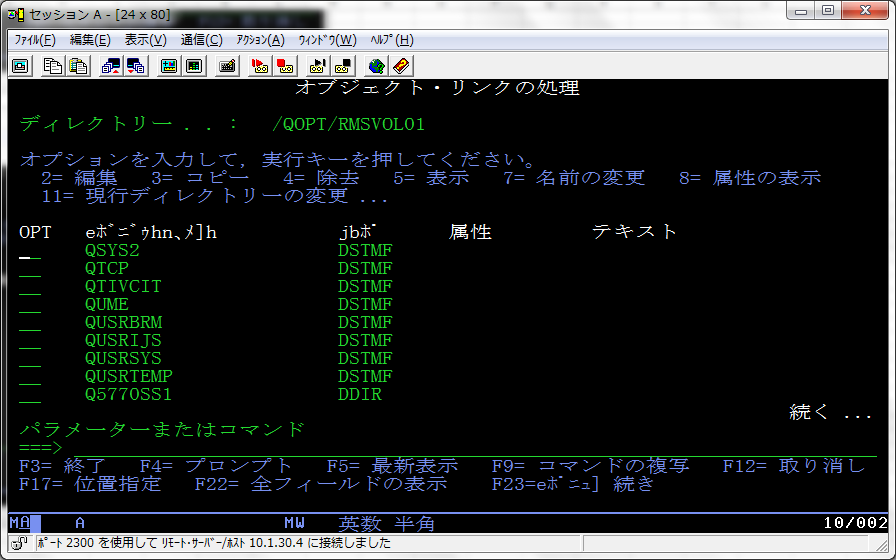 セッション A - [24 x 80]
ﾌｧｲﾙ(F) 編集(E) 表示(V) 通信(C) ｱｸｼｮﾝ(A) ｳｨﾝﾄﾞｳ(W) ﾍﾙﾌﾟ(H)
オブジェクト・リンクの処理
ディレクトリー . . : /QOPT/RMSVOL01
オプションを入力して，実行キーを押してください。
2= 編集 3= コピー 4= 除去 5= 表示 7= 名前の変更 8= 属性の表示
11= 現行ディレクトリーの変更 ...
OPT eﾎﾞﾆｷﾞｩhn､ﾒ]h jbﾎﾟ 属性 テキスト
__ QSYS2 DSTMF
__ QTCP DSTMF
__ QTIVCIT DSTMF
__ QUME DSTMF
__ QUSRBRM DSTMF
__ QUSRIJS DSTMF
__ QUSRSYS DSTMF
__ QUSRTEMP DSTMF
__ Q5770SS1 DDIR
続く ...
パラメーターまたはコマンド
===>
F3= 終了 F4= プロンプト F5= 最新表示 F9= コマンドの複写 F12= 取り消し
F17= 位置指定 F22= 全フィールドの表示 F23=eﾎﾞﾆｭ] 続き
MA A MW 英数 半角 10/002
ﾎﾟｰﾄ 2300 を使用して ﾘﾓｰﾄ･ｻｰﾊﾞｰ/ﾎｽﾄ 10.1.30.4 に接続しました